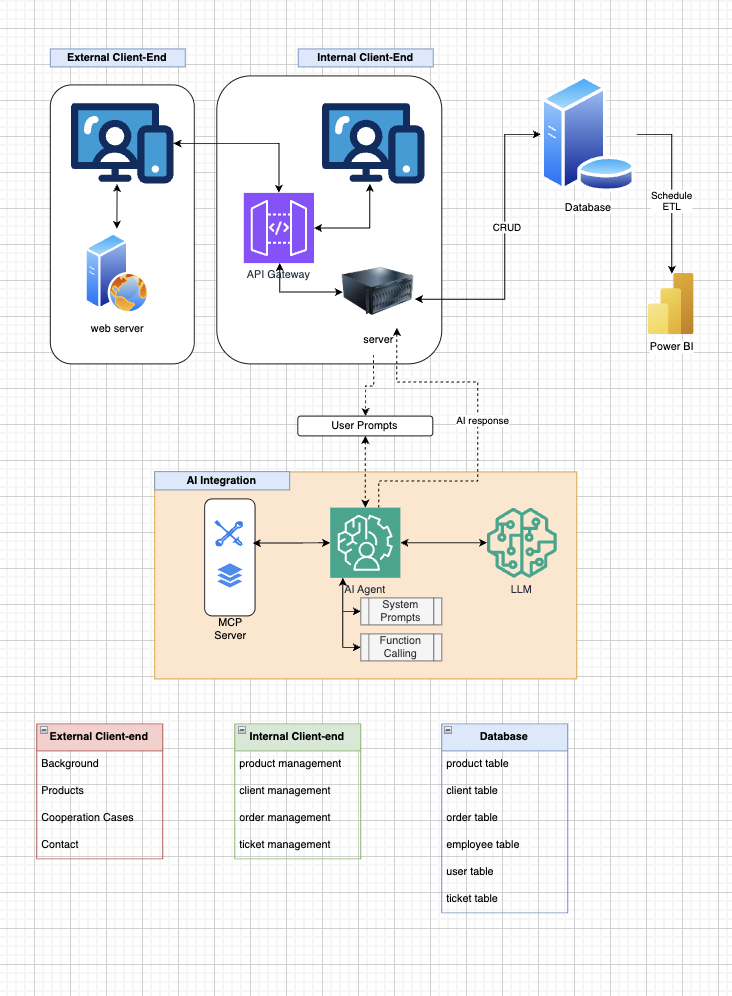 External Client-End
Internal Client-End
web server
API Gateway
server
CRUD
Database
Schedule
ETL
Power BI
User Prompts
AI response
AI Integration
MCP
Server
AI Agent
System
Prompts
Function
Calling
LLM
External Client-end
Background
Products
Cooperation Cases
Contact
Internal Client-end
product management
client management
order management
ticket management
Database
product table
client table
order table
employee table
user table
ticket table